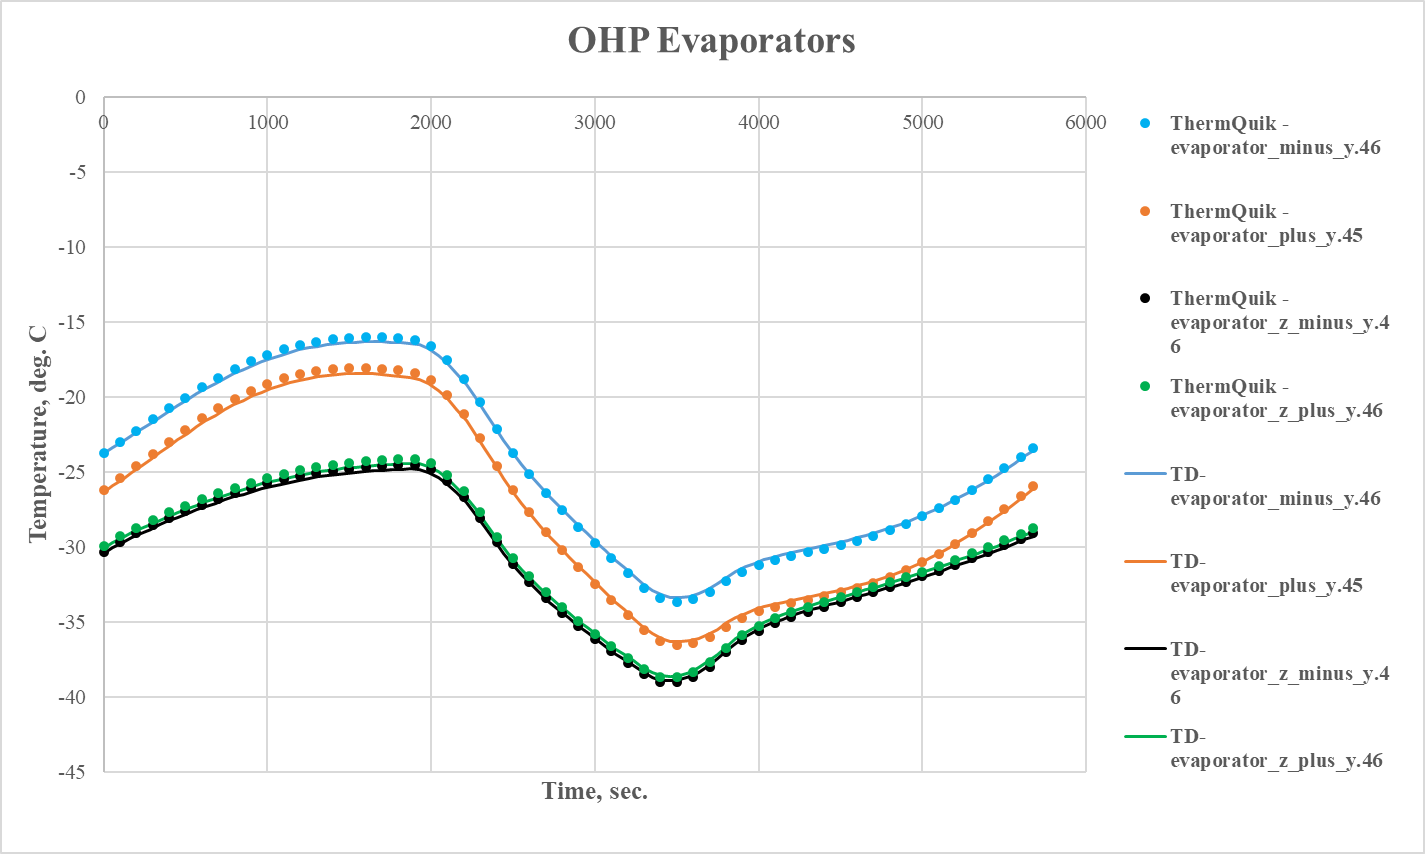 OHP Evaporators
0
-5
-10
-15
-20
-25
-30
-35
-40
-45
0 1000 2000 3000 4000 5000 6000
Temperature, deg. C
Time, sec.
ThermQuik -
evaporator_minus_y.46
ThermQuik -
evaporator_plus_y.45
ThermQuik -
evaporator_z_minus_y.4
6
ThermQuik -
evaporator_z_plus_y.46
TD-
evaporator_minus_y.46
TD-
evaporator_plus_y.45
TD-
evaporator_z_minus_y.4
6
TD-
evaporator_z_plus_y.46